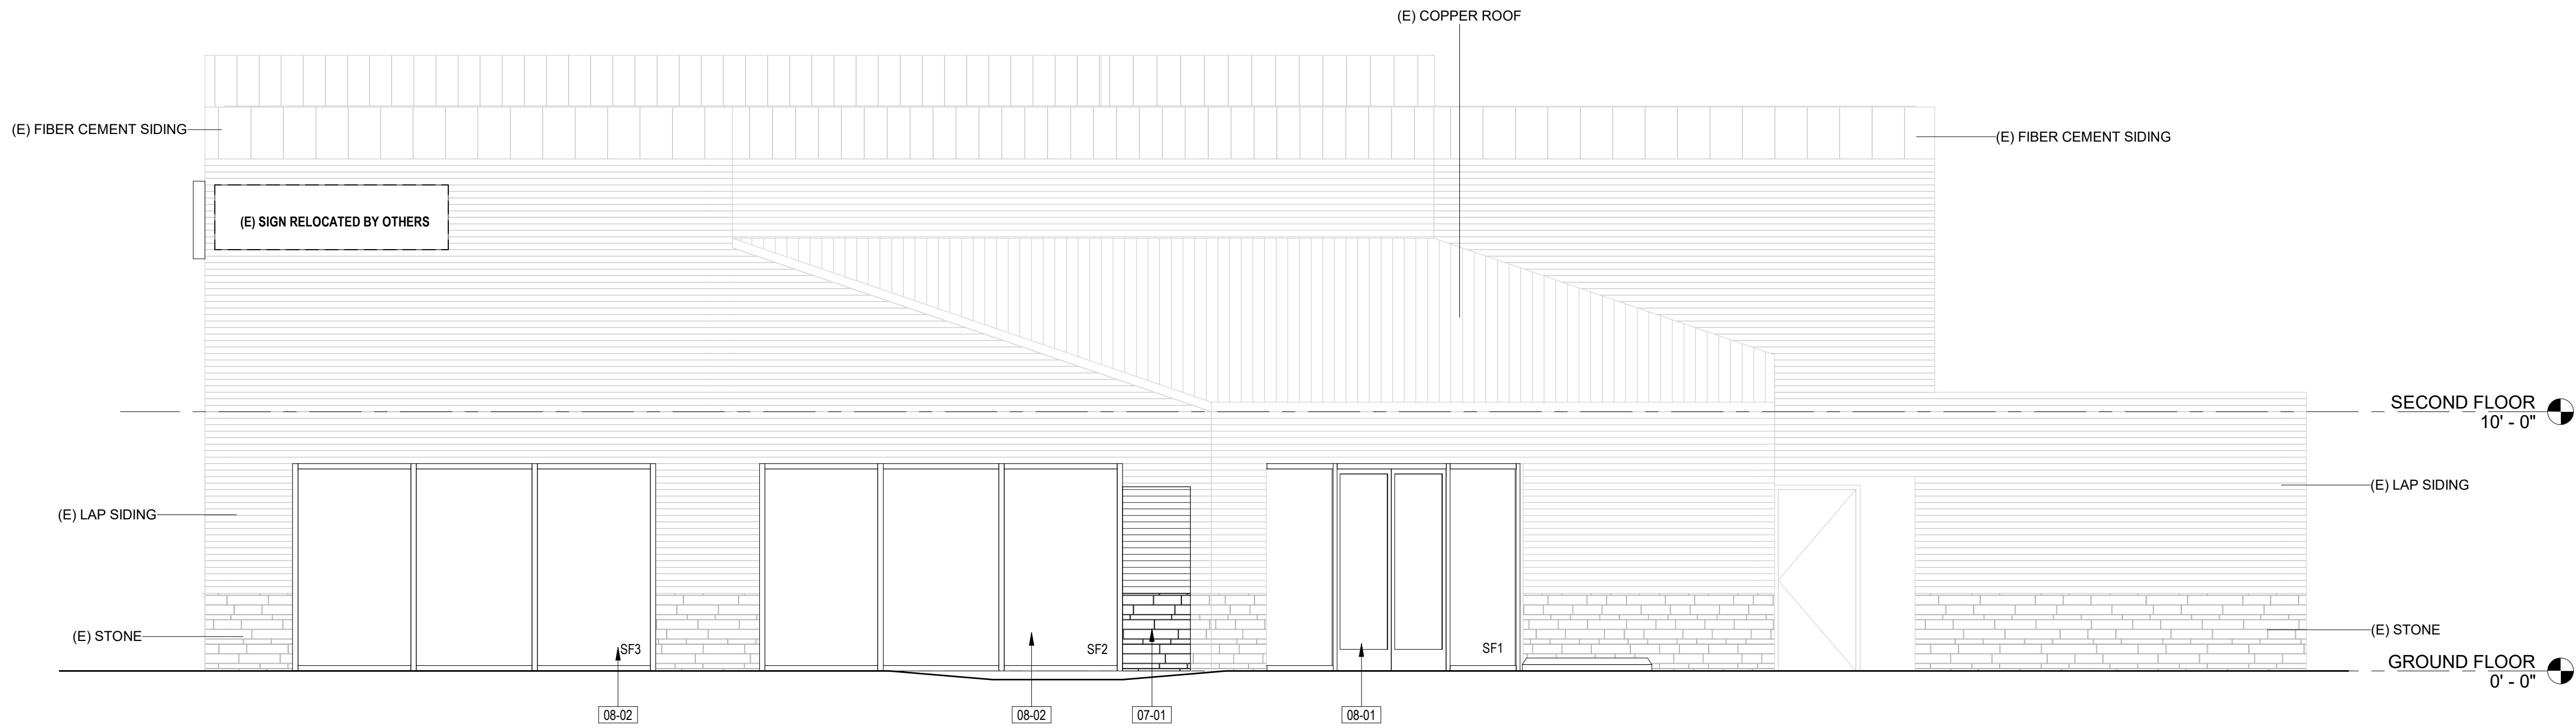 (E) COPPER ROOF
(E) FIBER CEMENT SIDING
(E) FIBER CEMENT SIDING
(E) SIGN RELOCATED BY OTHERS
SECOND FLOOR
10' - 0"
(E) LAP SIDING
(E) LAP SIDING
(E) STONE
SF3
SF2
SF1
(E) STONE
GROUND FLOOR
0' - 0"
08-02
08-02
07-01
08-01